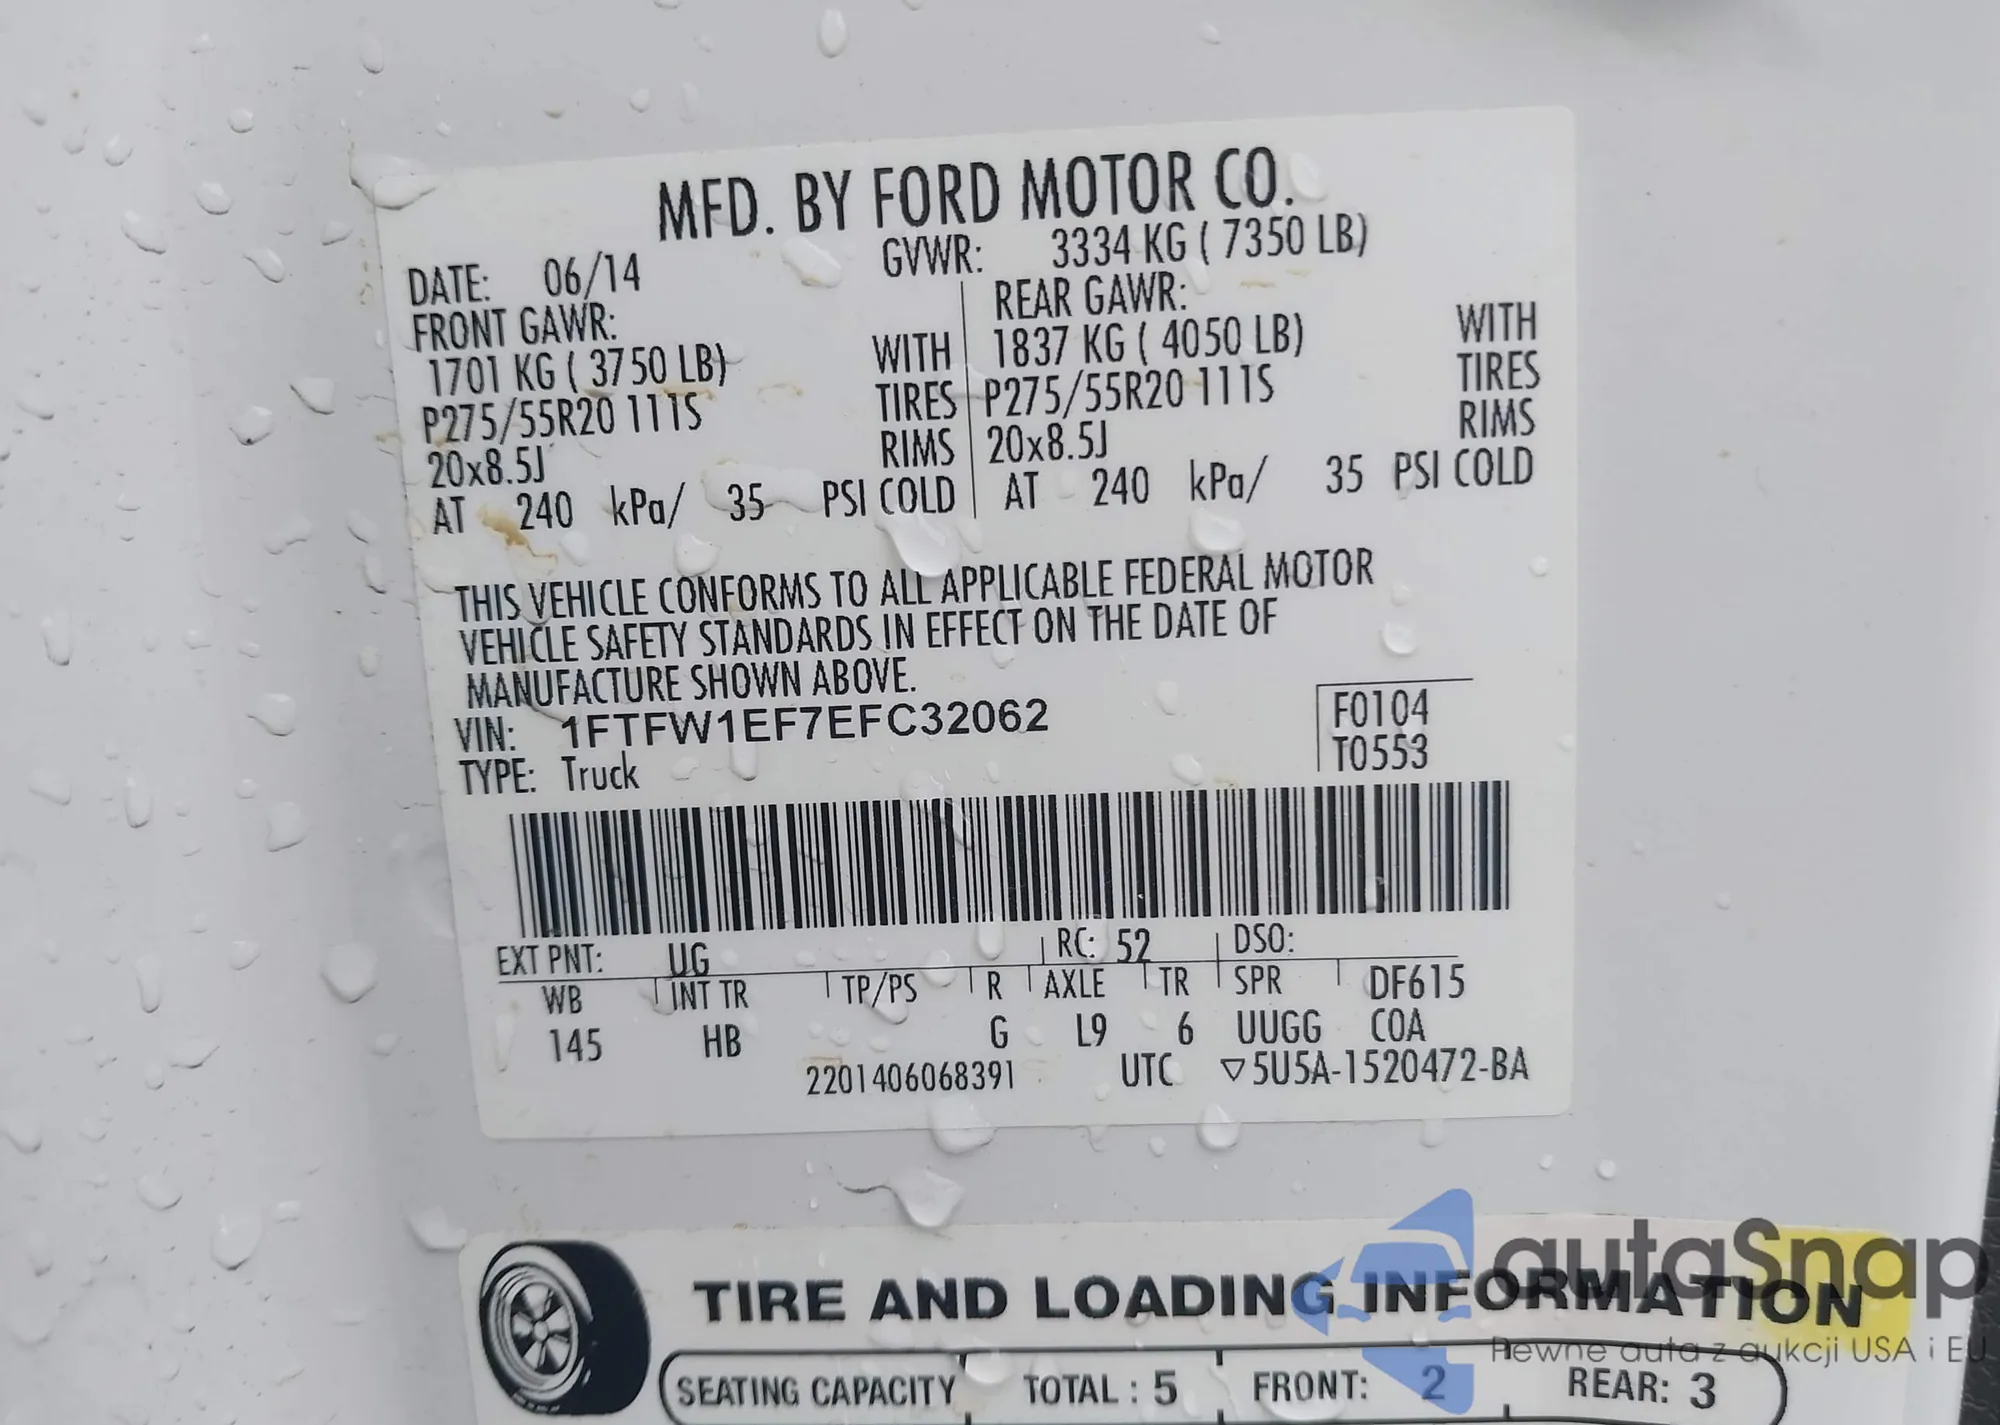 MFD. BY FORD MOTOR CO.
DATE: 06/14
GVWR: 3334 KG ( 7350 LB)
FRONT GAWR:
1701 KG ( 3750 LB) WITH
P275/55R20 111S TIRES
20x8.5J RIMS
AT 240 kPa/ 35 PSI COLD
REAR GAWR:
1837 KG ( 4050 LB) WITH
P275/55R20 111S TIRES
20x8.5J RIMS
AT 240 kPa/ 35 PSI COLD
THIS VEHICLE CONFORMS TO ALL APPLICABLE FEDERAL MOTOR
VEHICLE SAFETY STANDARDS IN EFFECT ON THE DATE OF
MANUFACTURE SHOWN ABOVE.
VIN: 1FTFW1EF7EFC32062
TYPE: Truck
F0104
T0553
EXT PNT: UG RC: 52 DSO:
WB INT TR TP/PS R AXLE TR SPR DF615
145 HB G L9 6 UUGG COA
2201406068391 UTC ▽5U5A-1520472-BA
TIRE AND LOADING INFORMATION
SEATING CAPACITY TOTAL : 5 FRONT: 2 REAR: 3
autaSnap
Pewne auta z aukcji USA i EU